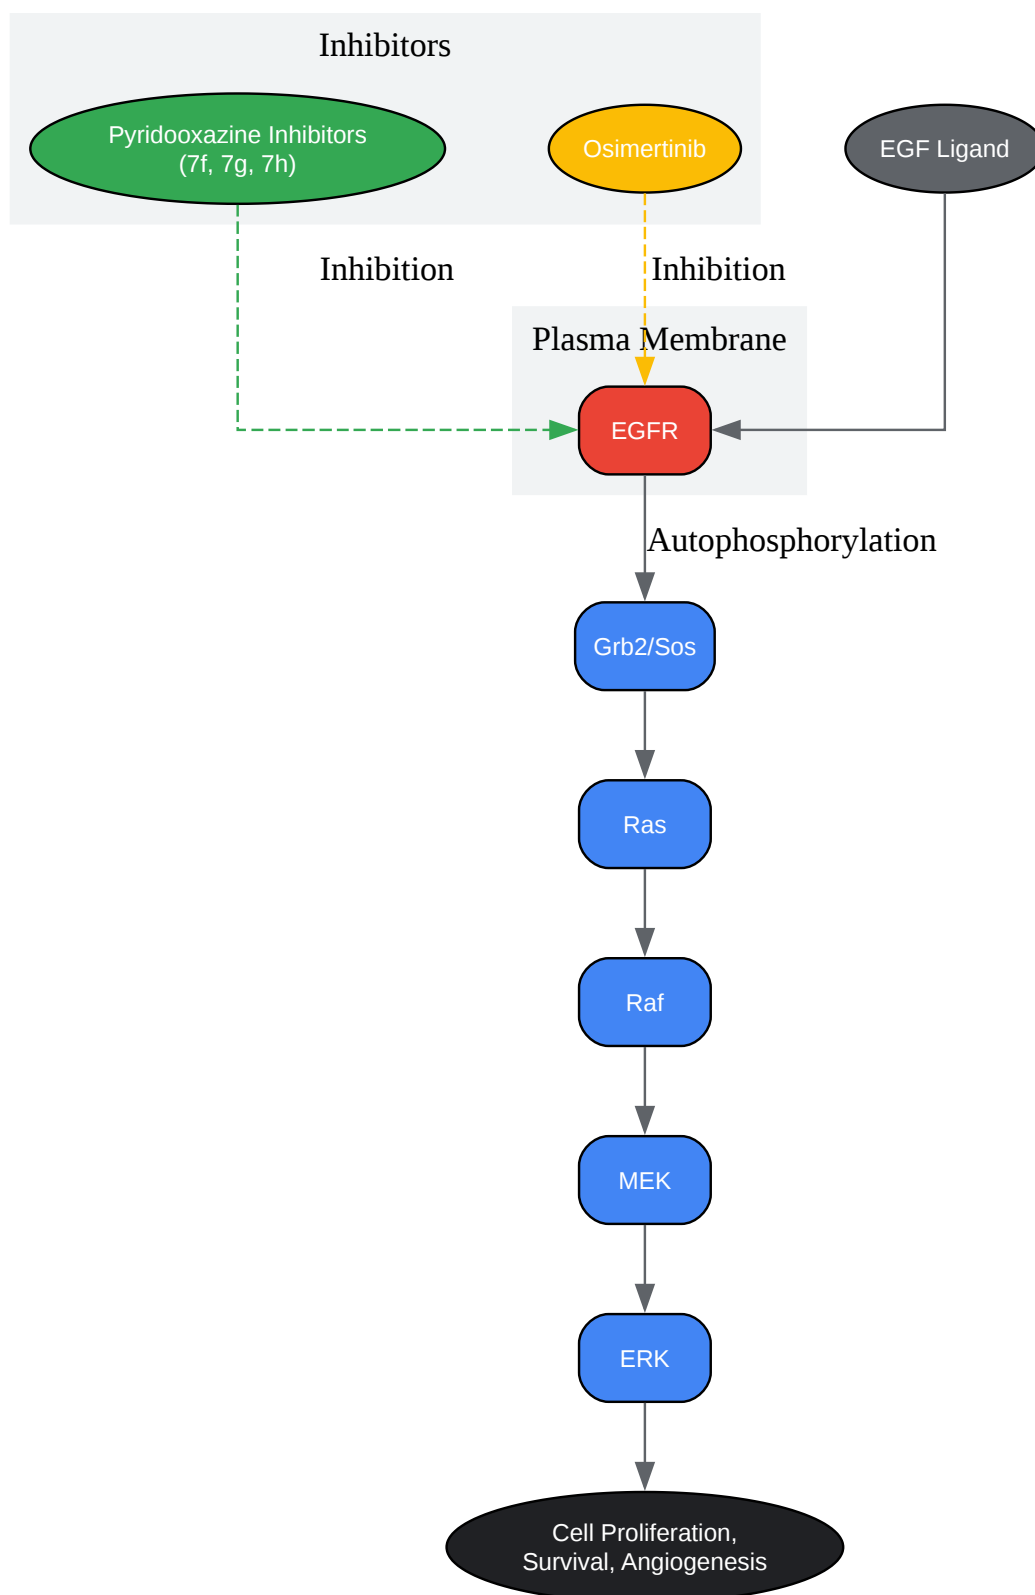 Inhibitors
Pyridooxazine Inhibitors
(7f, 7g, 7h)
Osimertinib
EGF Ligand
Inhibition
Inhibition
Plasma Membrane
EGFR
Autophosphorylation
Grb2/Sos
Ras
Raf
MEK
ERK
Cell Proliferation,
Survival, Angiogenesis